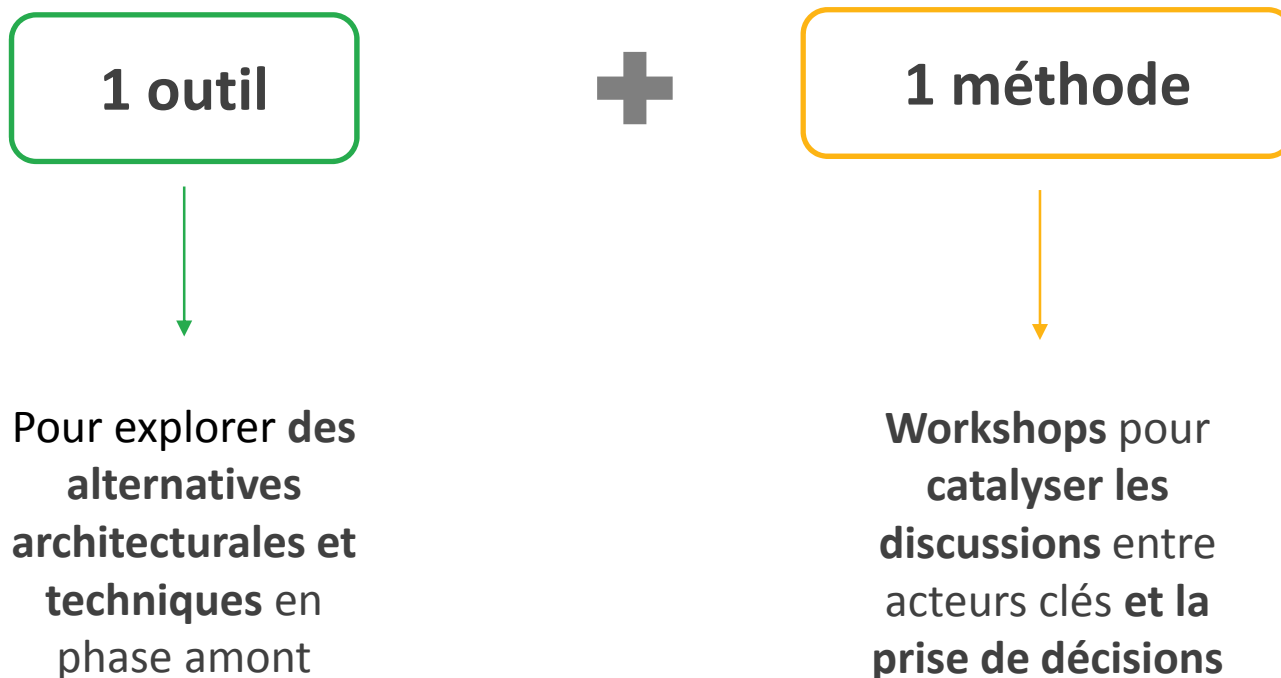 1 outil
1 méthode
Pour explorer des
alternatives
architecturales et
techniques en
phase amont
Workshops pour
catalyser les
discussions entre
acteurs clés et la
prise de décisions